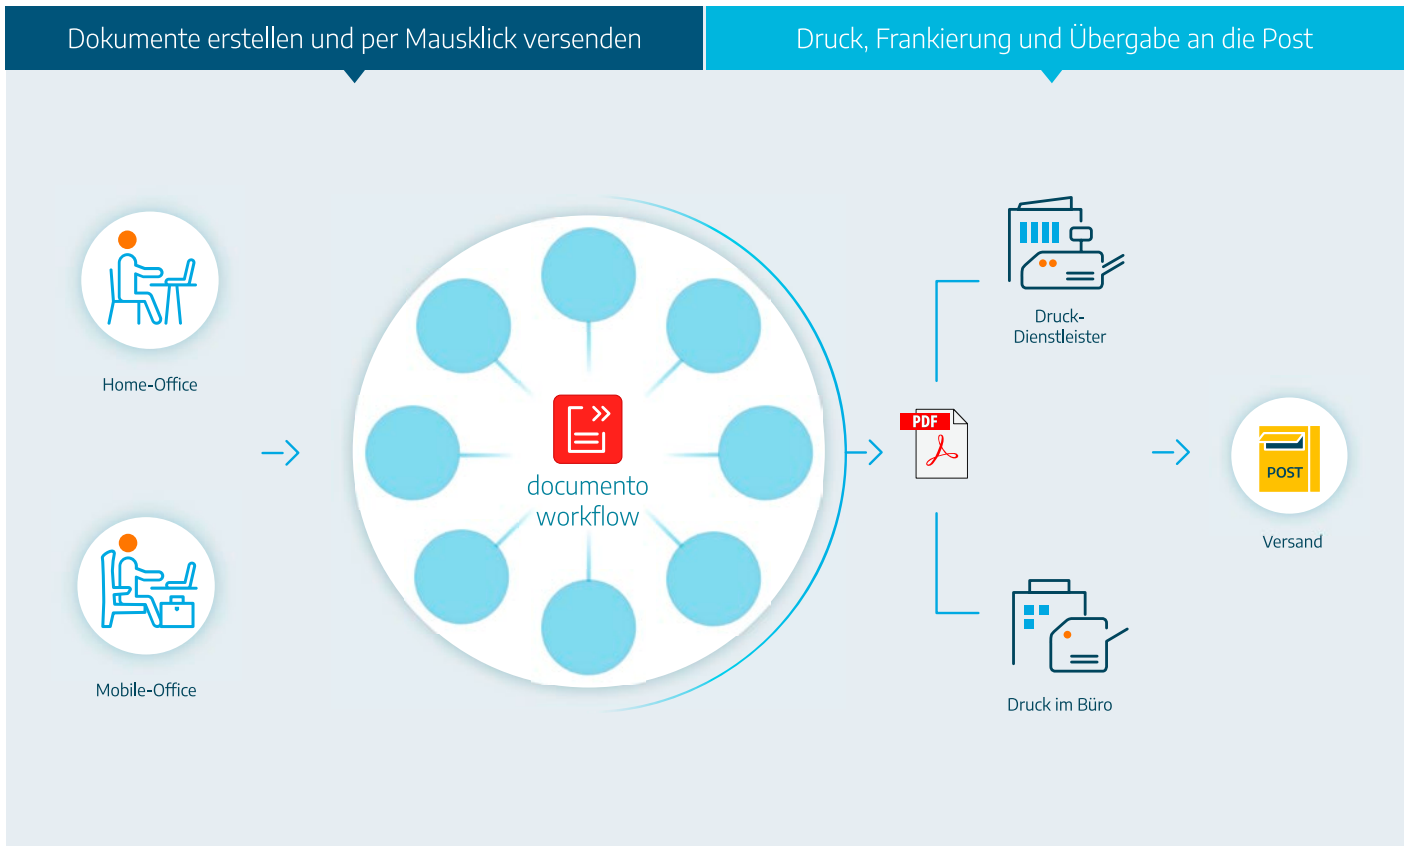 Dokumente erstellen und per Mausklick versenden
Druck, Frankierung und Übergabe an die Post
Home-Office
Mobile-Office
documento
workflow
PDF
Druck-
Dienstleister
Druck im Büro
POST
Versand